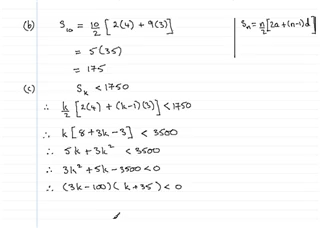 (b) S₁₀ = 10/2 [2(4) + 9(3)]
Sₙ = n/2 [2a + (n-1)d]
= 5(35)
= 175
(c) Sₖ < 1750
∴ k/2 [2(4) + (k-1)(3)] < 1750
∴ k[8 + 3k - 3] < 3500
∴ 5k + 3k² < 3500
∴ 3k² + 5k - 3500 < 0
∴ (3k - 100)(k + 35) < 0